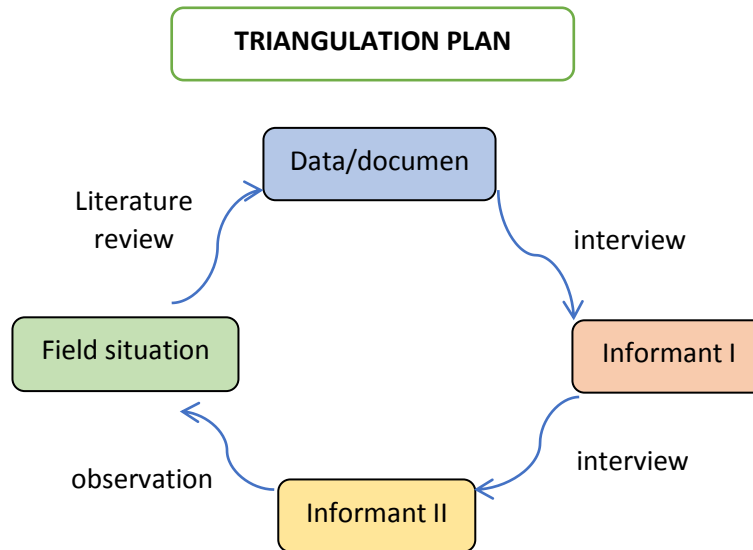 TRIANGULATION PLAN
Data/documen
Literature
review
interview
Field situation
Informant I
observation
interview
Informant II